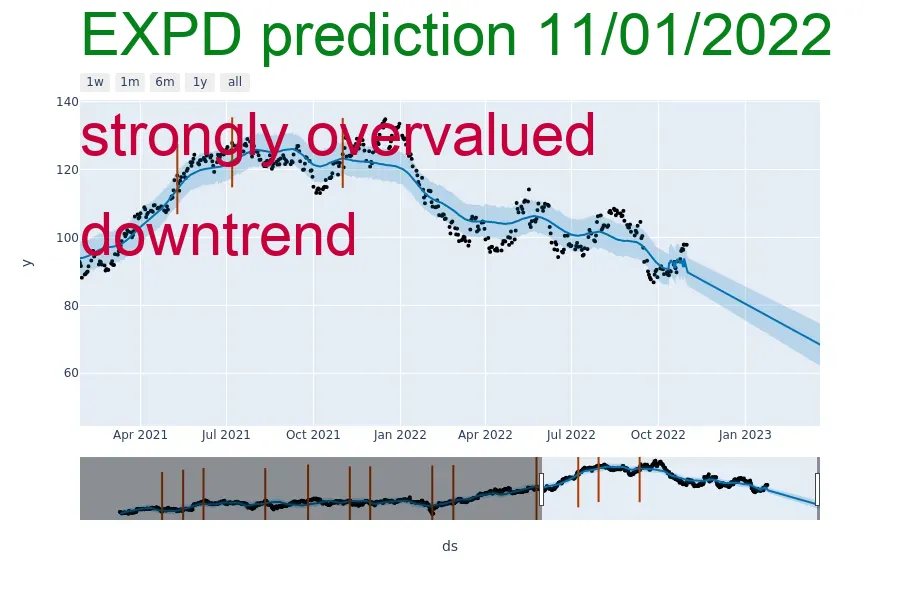 EXPD prediction 11/01/2022
1w 1m 6m 1y all
140
strongly overvalued
120
downtrend
100
y
80
60
Apr 2021 Jul 2021 Oct 2021 Jan 2022 Apr 2022 Jul 2022 Oct 2022 Jan 2023
ds